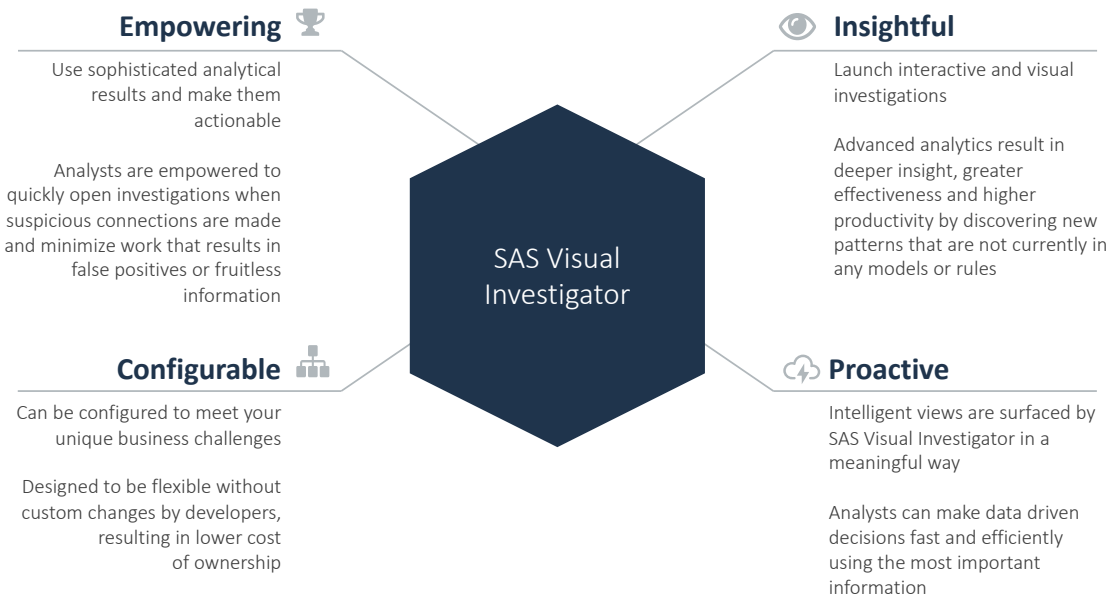 Empowering
Use sophisticated analytical
results and make them
actionable
Analysts are empowered to
quickly open investigations when
suspicious connections are made
and minimize work that results in
false positives or fruitless
information
Insightful
Launch interactive and visual
investigations
Advanced analytics result in
deeper insight, greater
effectiveness and higher
productivity by discovering new
patterns that are not currently in
any models or rules
SAS Visual
Investigator
Configurable
Can be configured to meet your
unique business challenges
Designed to be flexible without
custom changes by developers,
resulting in lower cost
of ownership
Proactive
Intelligent views are surfaced by
SAS Visual Investigator in a
meaningful way
Analysts can make data driven
decisions fast and efficiently
using the most important
information